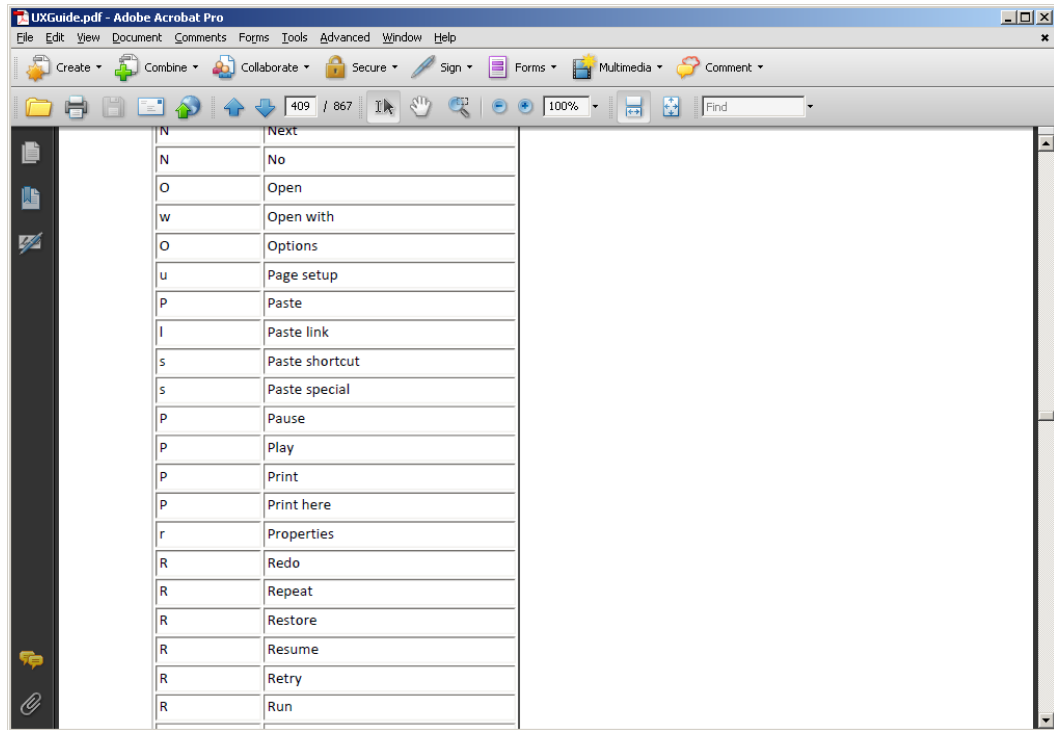 UXGuide.pdf - Adobe Acrobat Pro
File Edit View Document Comments Forms Tools Advanced Window Help
Create Combine Collaborate Secure Sign Forms Multimedia Comment
409 / 867 100% Find
N Next
N No
O Open
w Open with
O Options
u Page setup
P Paste
l Paste link
s Paste shortcut
s Paste special
P Pause
P Play
P Print
P Print here
r Properties
R Redo
R Repeat
R Restore
R Resume
R Retry
R Run